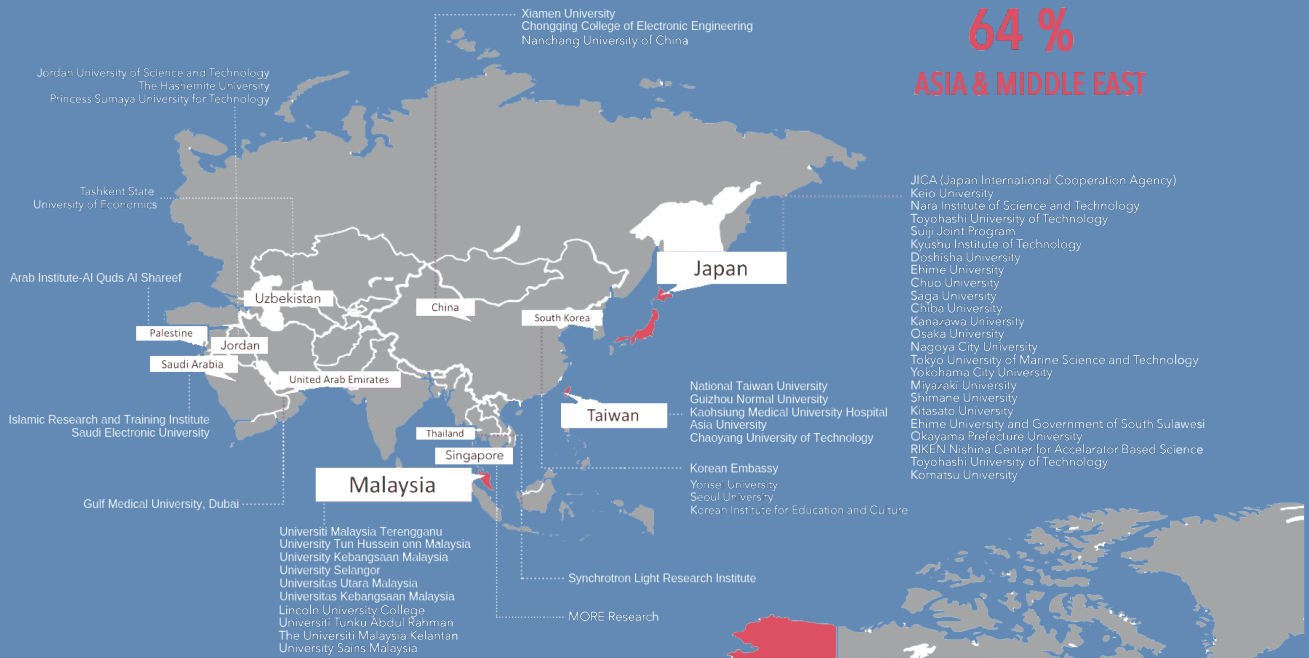 Xiamen University
Chongqing College of Electronic Engineering
Nanchang University of China
64 %
ASIA & MIDDLE EAST
Jordan University of Science and Technology
The Hashemite University
Princess Sumaya University for Technology
Tashkent State
University of Economics
Arab Institute-Al Quds Al Shareef
Uzbekistan
Palestine
Jordan
Saudi Arabia
United Arab Emirates
China
South Korea
Japan
Taiwan
Thailand
Singapore
Malaysia
Islamic Research and Training Institute
Saudi Electronic University
Gulf Medical University, Dubai
JICA (Japan International Cooperation Agency)
Keio University
Nara Institute of Science and Technology
Toyohashi University of Technology
Suiji Joint Program
Kyushu Institute of Technology
Doshisha University
Ehime University
Chuo University
Saga University
Chiba University
Kanazawa University
Osaka University
Nagoya City University
Tokyo University of Marine Science and Technology
Yokohama City University
Miyazaki University
Shimane University
Kitasato University
Ehime University and Government of South Sulawesi
Okayama Prefecture University
RIKEN Nishina Center for Accelarator Based Science
Toyohashi University of Technology
Komatsu University
National Taiwan University
Guizhou Normal University
Kaohsiung Medical University Hospital
Asia University
Chaoyang University of Technology
Korean Embassy
Yonsei University
Seoul University
Korean Institute for Education and Culture
Universiti Malaysia Terengganu
University Tun Hussein onn Malaysia
University Kebangsaan Malaysia
University Selangor
Universitas Utara Malaysia
Universitas Kebangsaan Malaysia
Lincoln University College
Universiti Tunku Abdul Rahman
The Universiti Malaysia Kelantan
University Sains Malaysia
Synchrotron Light Research Institute
MORE Research